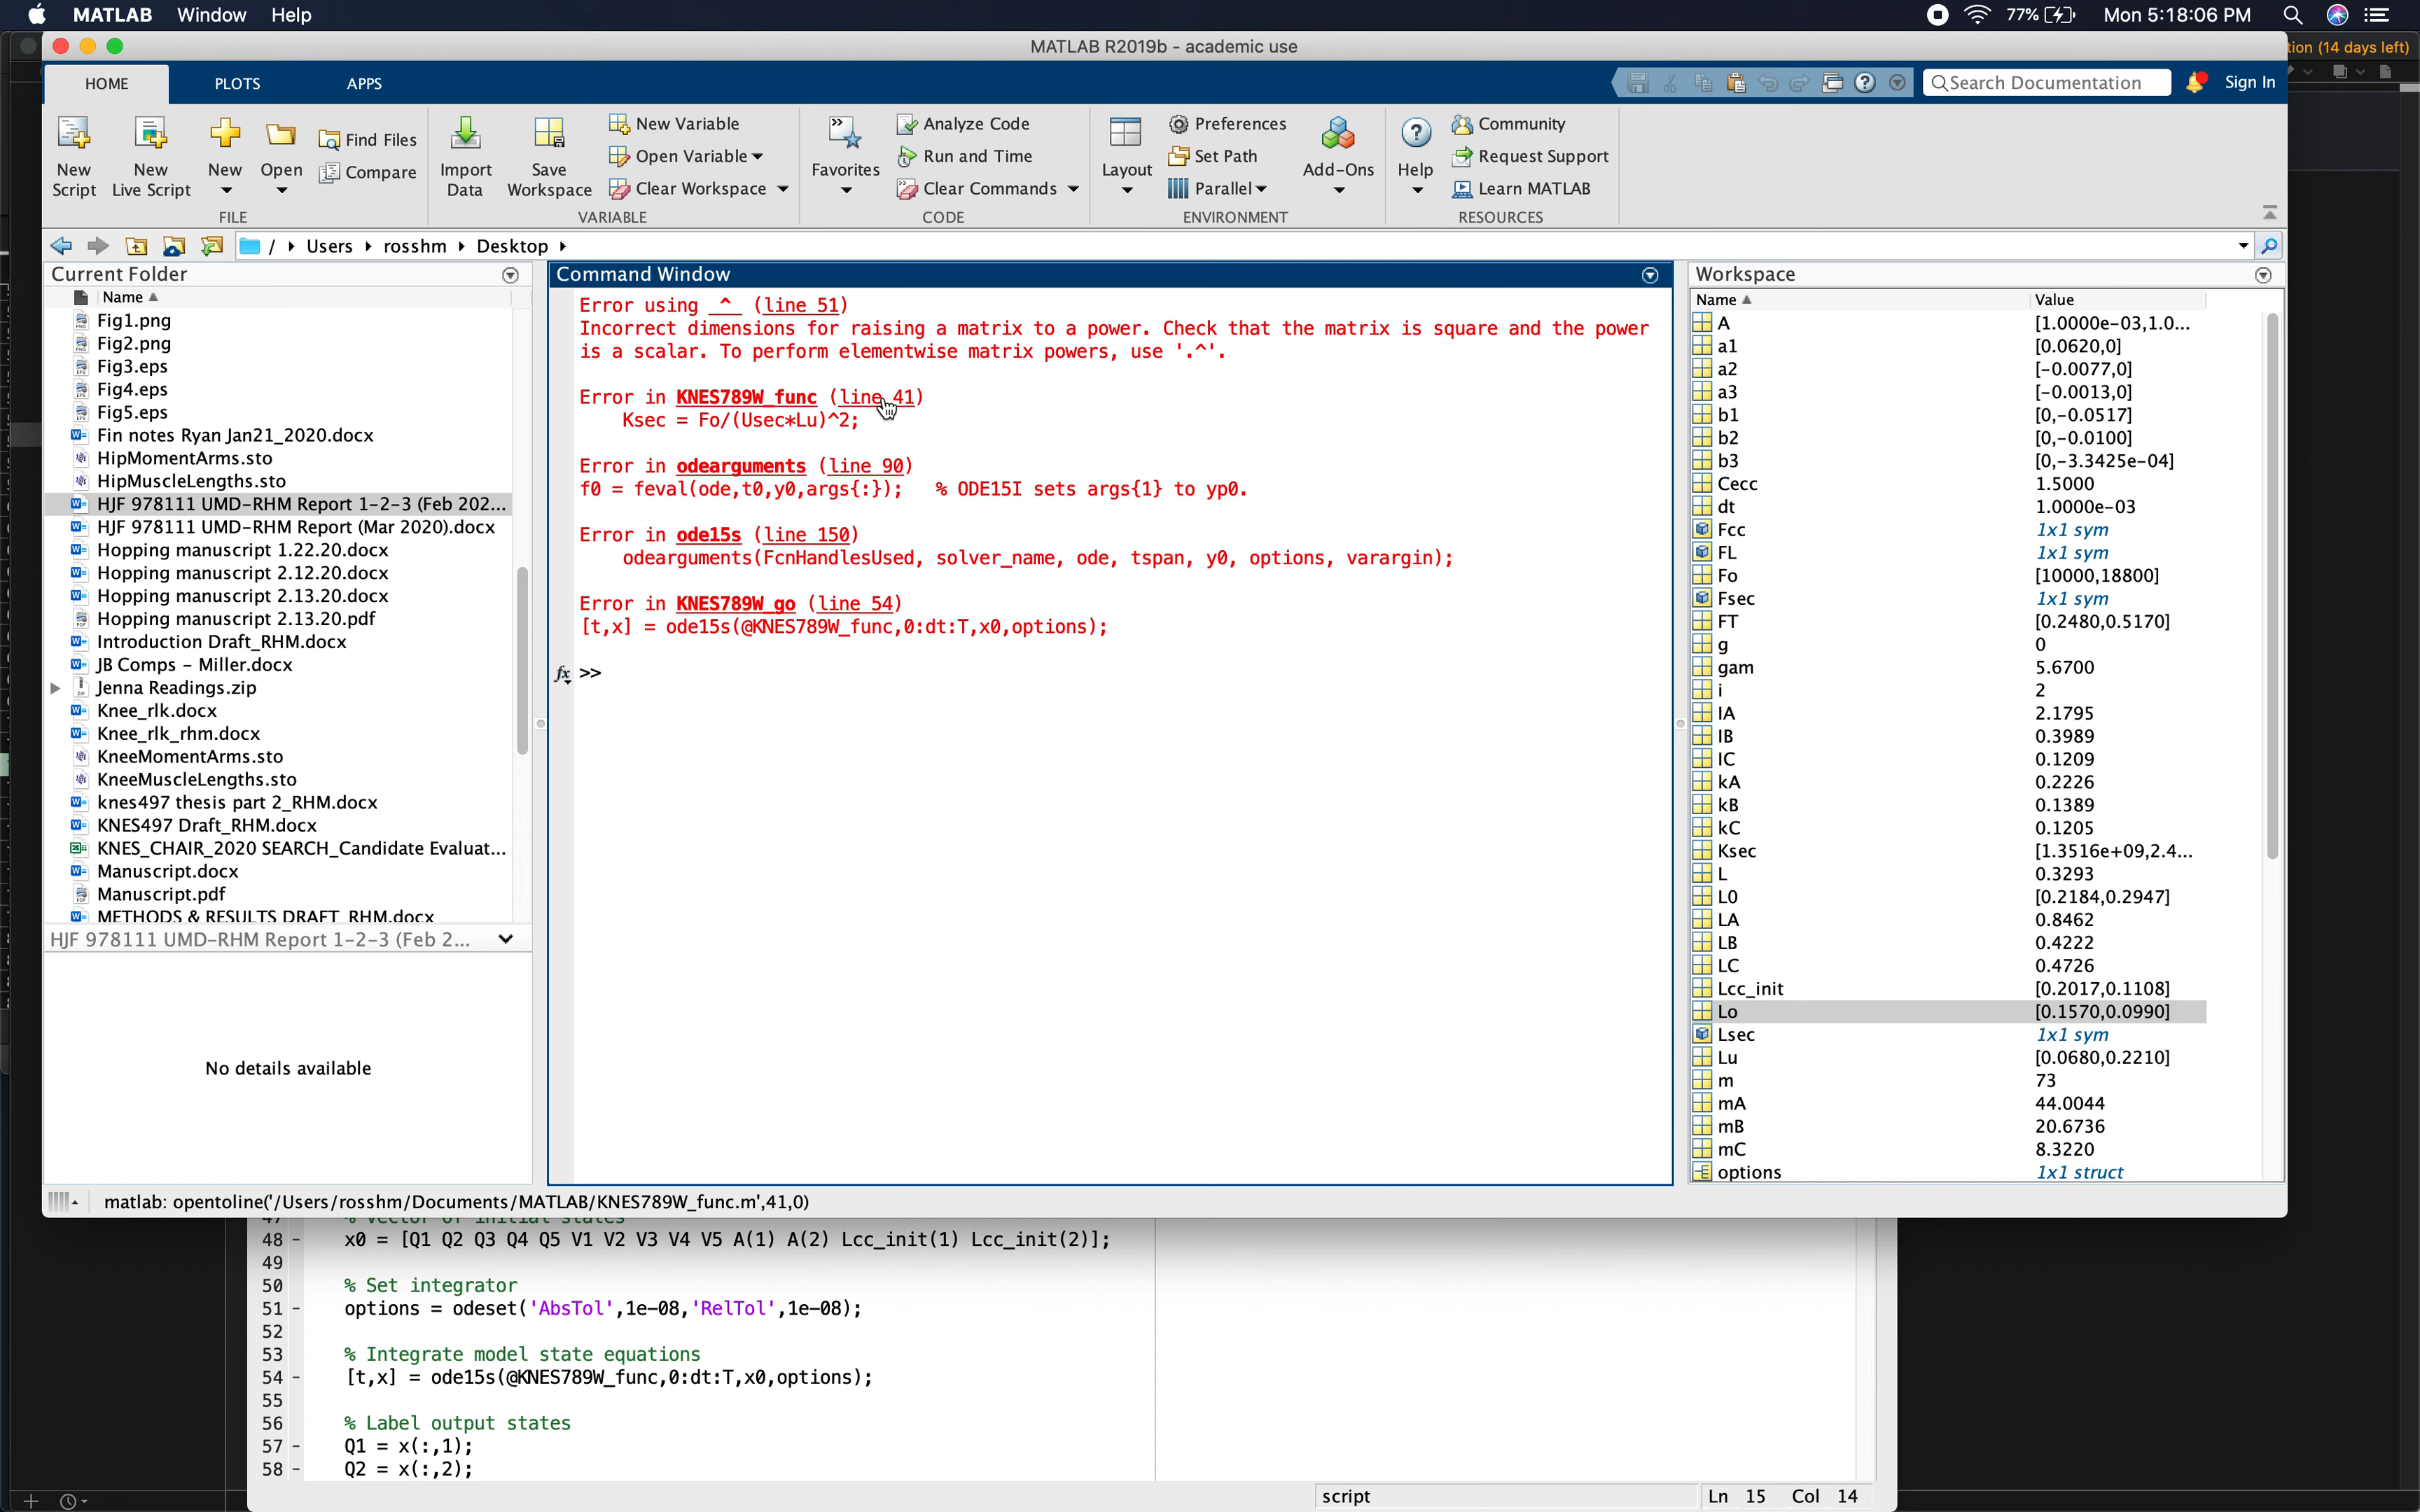 MATLAB Window Help
77% Mon 5:18:06 PM
MATLAB R2019b - academic use
tion (14 days left)
HOME PLOTS APPS
Search Documentation Sign In
New Script
New Live Script
New
Open
Find Files
Compare
FILE
Import Data
Save Workspace
New Variable
Open Variable
Clear Workspace
VARIABLE
Favorites
Analyze Code
Run and Time
Clear Commands
CODE
Layout
Preferences
Set Path
Parallel
Add-Ons
ENVIRONMENT
Help
Community
Request Support
Learn MATLAB
RESOURCES
/ Users rosshm Desktop
Current Folder
Name
Fig1.png
Fig2.png
Fig3.eps
Fig4.eps
Fig5.eps
Fin notes Ryan Jan21_2020.docx
HipMomentArms.sto
HipMuscleLengths.sto
HJF 978111 UMD-RHM Report 1-2-3 (Feb 202...
HJF 978111 UMD-RHM Report (Mar 2020).docx
Hopping manuscript 1.22.20.docx
Hopping manuscript 2.12.20.docx
Hopping manuscript 2.13.20.docx
Hopping manuscript 2.13.20.pdf
Introduction Draft_RHM.docx
JB Comps - Miller.docx
Jenna Readings.zip
Knee_rlk.docx
Knee_rlk_rhm.docx
KneeMomentArms.sto
KneeMuscleLengths.sto
knes497 thesis part 2_RHM.docx
KNES497 Draft_RHM.docx
KNES_CHAIR_2020 SEARCH_Candidate Evaluat...
Manuscript.docx
Manuscript.pdf
METHODS & RESULTS DRAFT_RHM.docx
HJF 978111 UMD-RHM Report 1-2-3 (Feb 2...
No details available
Command Window
Error using ^ (line 51)
Incorrect dimensions for raising a matrix to a power. Check that the matrix is square and the power
is a scalar. To perform elementwise matrix powers, use '.^'.
Error in KNES789W_func (line 41)
Ksec = Fo/(Usec*Lu)^2;
Error in odearguments (line 90)
f0 = feval(ode,t0,y0,args{:}); % ODE15I sets args{1} to yp0.
Error in ode15s (line 150)
odearguments(FcnHandlesUsed, solver_name, ode, tspan, y0, options, varargin);
Error in KNES789W_go (line 54)
[t,x] = ode15s(@KNES789W_func,0:dt:T,x0,options);
fx >>
Workspace
Name Value
A [1.0000e-03,1.0...
a1 [0.0620,0]
a2 [-0.0077,0]
a3 [-0.0013,0]
b1 [0,-0.0517]
b2 [0,-0.0100]
b3 [0,-3.3425e-04]
Cecc 1.5000
dt 1.0000e-03
Fcc 1x1 sym
FL 1x1 sym
Fo [10000,18800]
Fsec 1x1 sym
FT [0.2480,0.5170]
g 0
gam 5.6700
i 2
IA 2.1795
IB 0.3989
IC 0.1209
kA 0.2226
kB 0.1389
kC 0.1205
Ksec [1.3516e+09,2.4...
L 0.3293
L0 [0.2184,0.2947]
LA 0.8462
LB 0.4222
LC 0.4726
Lcc_init [0.2017,0.1108]
Lo [0.1570,0.0990]
Lsec 1x1 sym
Lu [0.0680,0.2210]
m 73
mA 44.0044
mB 20.6736
mC 8.3220
options 1x1 struct
matlab: opentoline('/Users/rosshm/Documents/MATLAB/KNES789W_func.m',41,0)
47 % Vector of initial states
48 - x0 = [Q1 Q2 Q3 Q4 Q5 V1 V2 V3 V4 V5 A(1) A(2) Lcc_init(1) Lcc_init(2)];
49
50 % Set integrator
51 - options = odeset('AbsTol',1e-08,'RelTol',1e-08);
52
53 % Integrate model state equations
54 - [t,x] = ode15s(@KNES789W_func,0:dt:T,x0,options);
55
56 % Label output states
57 - Q1 = x(:,1);
58 - Q2 = x(:,2);
script Ln 15 Col 14